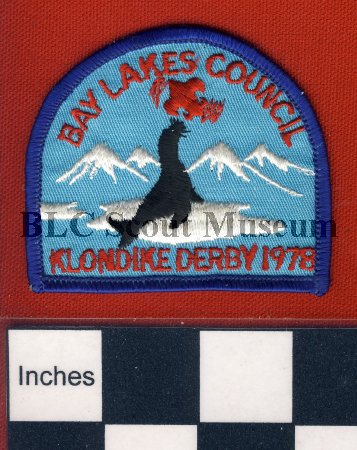 BAY LAKES COUNCIL
BLC Scout Museum
KLONDIKE DERBY 1978
Inches